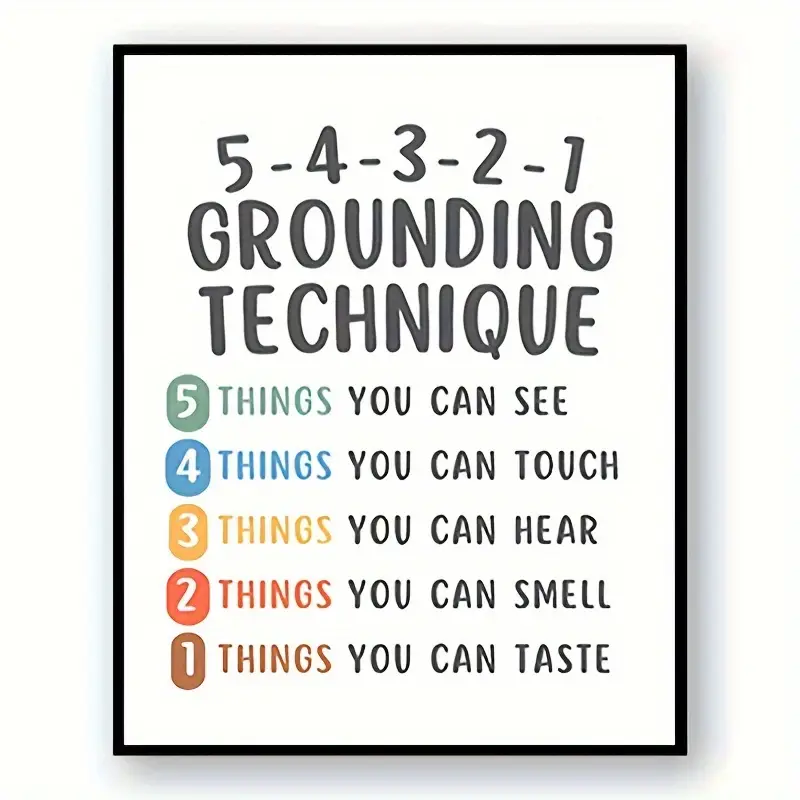 5-4-3-2-1
GROUNDING
TECHNIQUE
5 THINGS YOU CAN SEE
4 THINGS YOU CAN TOUCH
3 THINGS YOU CAN HEAR
2 THINGS YOU CAN SMELL
1 THINGS YOU CAN TASTE